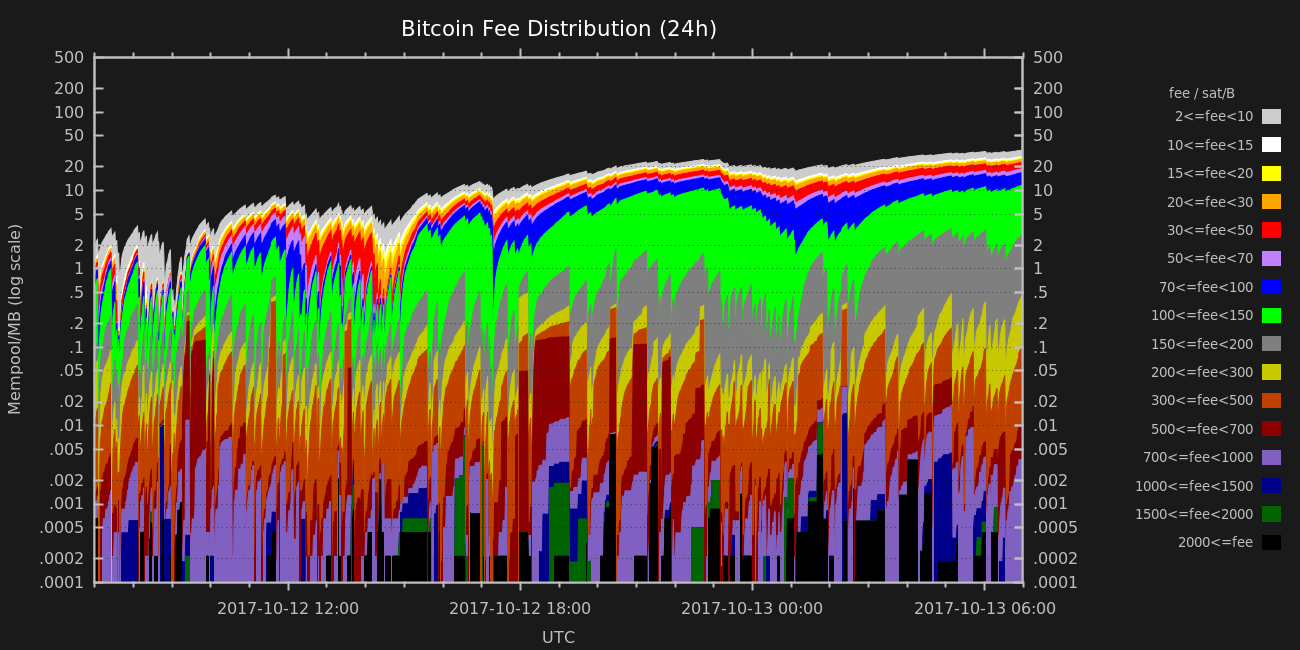 Bitcoin Fee Distribution (24h)
500
200
100
50
20
10
5
2
1
.5
.2
.1
.05
.02
.01
.005
.002
.001
.0005
.0002
.0001
Mempool/MB (log scale)
500
200
100
50
20
10
5
2
1
.5
.2
.1
.05
.02
.01
.005
.002
.001
.0005
.0002
.0001
2017-10-12 12:00 2017-10-12 18:00 2017-10-13 00:00 2017-10-13 06:00
UTC
fee / sat/B
2<=fee<10
10<=fee<15
15<=fee<20
20<=fee<30
30<=fee<50
50<=fee<70
70<=fee<100
100<=fee<150
150<=fee<200
200<=fee<300
300<=fee<500
500<=fee<700
700<=fee<1000
1000<=fee<1500
1500<=fee<2000
2000<=fee